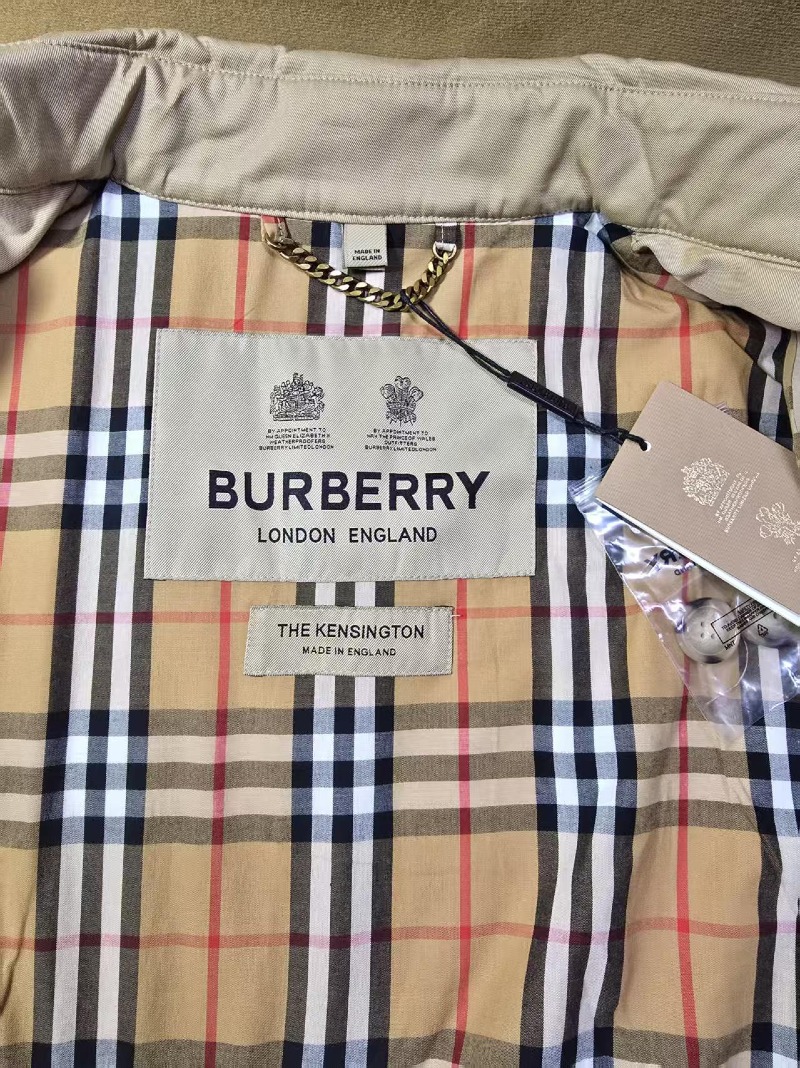 MADE IN
ENGLAND
BY APPOINTMENT TO
HM QUEEN ELIZABETH II
WEATHERPROOFERS
BURBERRY LIMITED LONDON
BY APPOINTMENT TO
HRH THE PRINCE OF WALES
OUTFITTERS
BURBERRY LIMITED LONDON
BURBERRY
LONDON ENGLAND
THE KENSINGTON
MADE IN ENGLAND